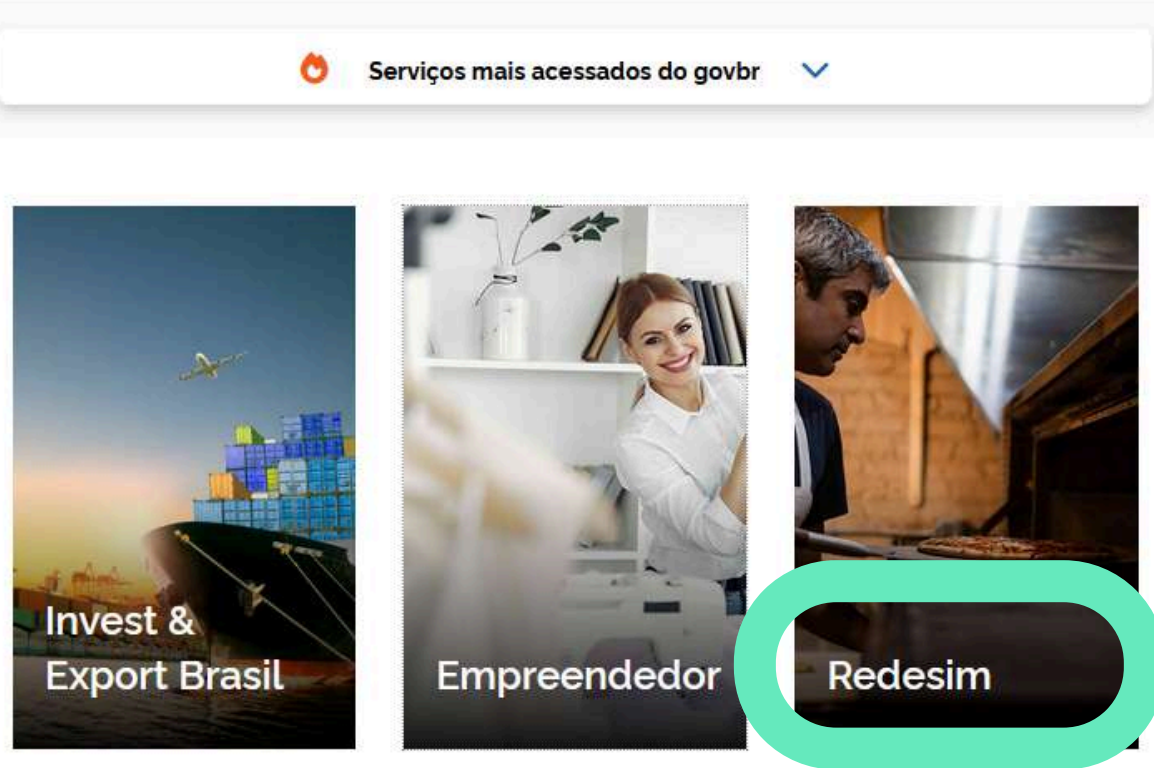 Serviços mais acessados do govbr
Invest &
Export Brasil
Empreendedor
Redesim